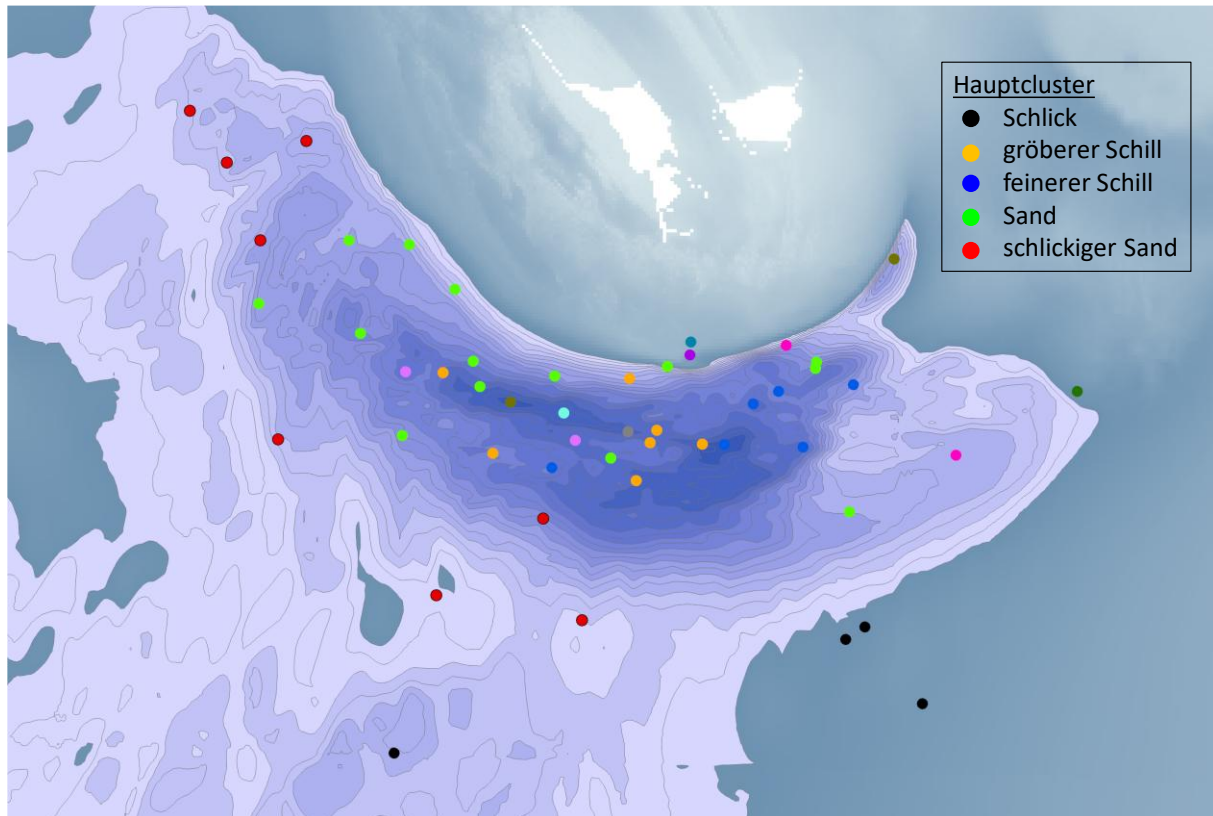 Hauptcluster
Schlick
gröberer Schill
feinerer Schill
Sand
schlickiger Sand